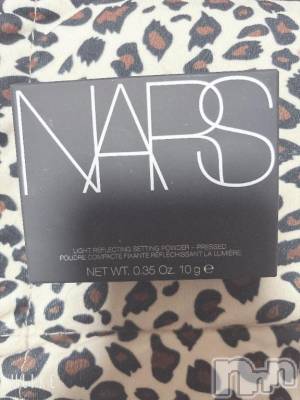 NARS
LIGHT REFLECTING SETTING POWDER - PRESSED
POUDRE COMPACTE FIXANTE RÉFLÉCHISSANT LA LUMIÈRE
NET WT. 0.35 Oz. 10 g e